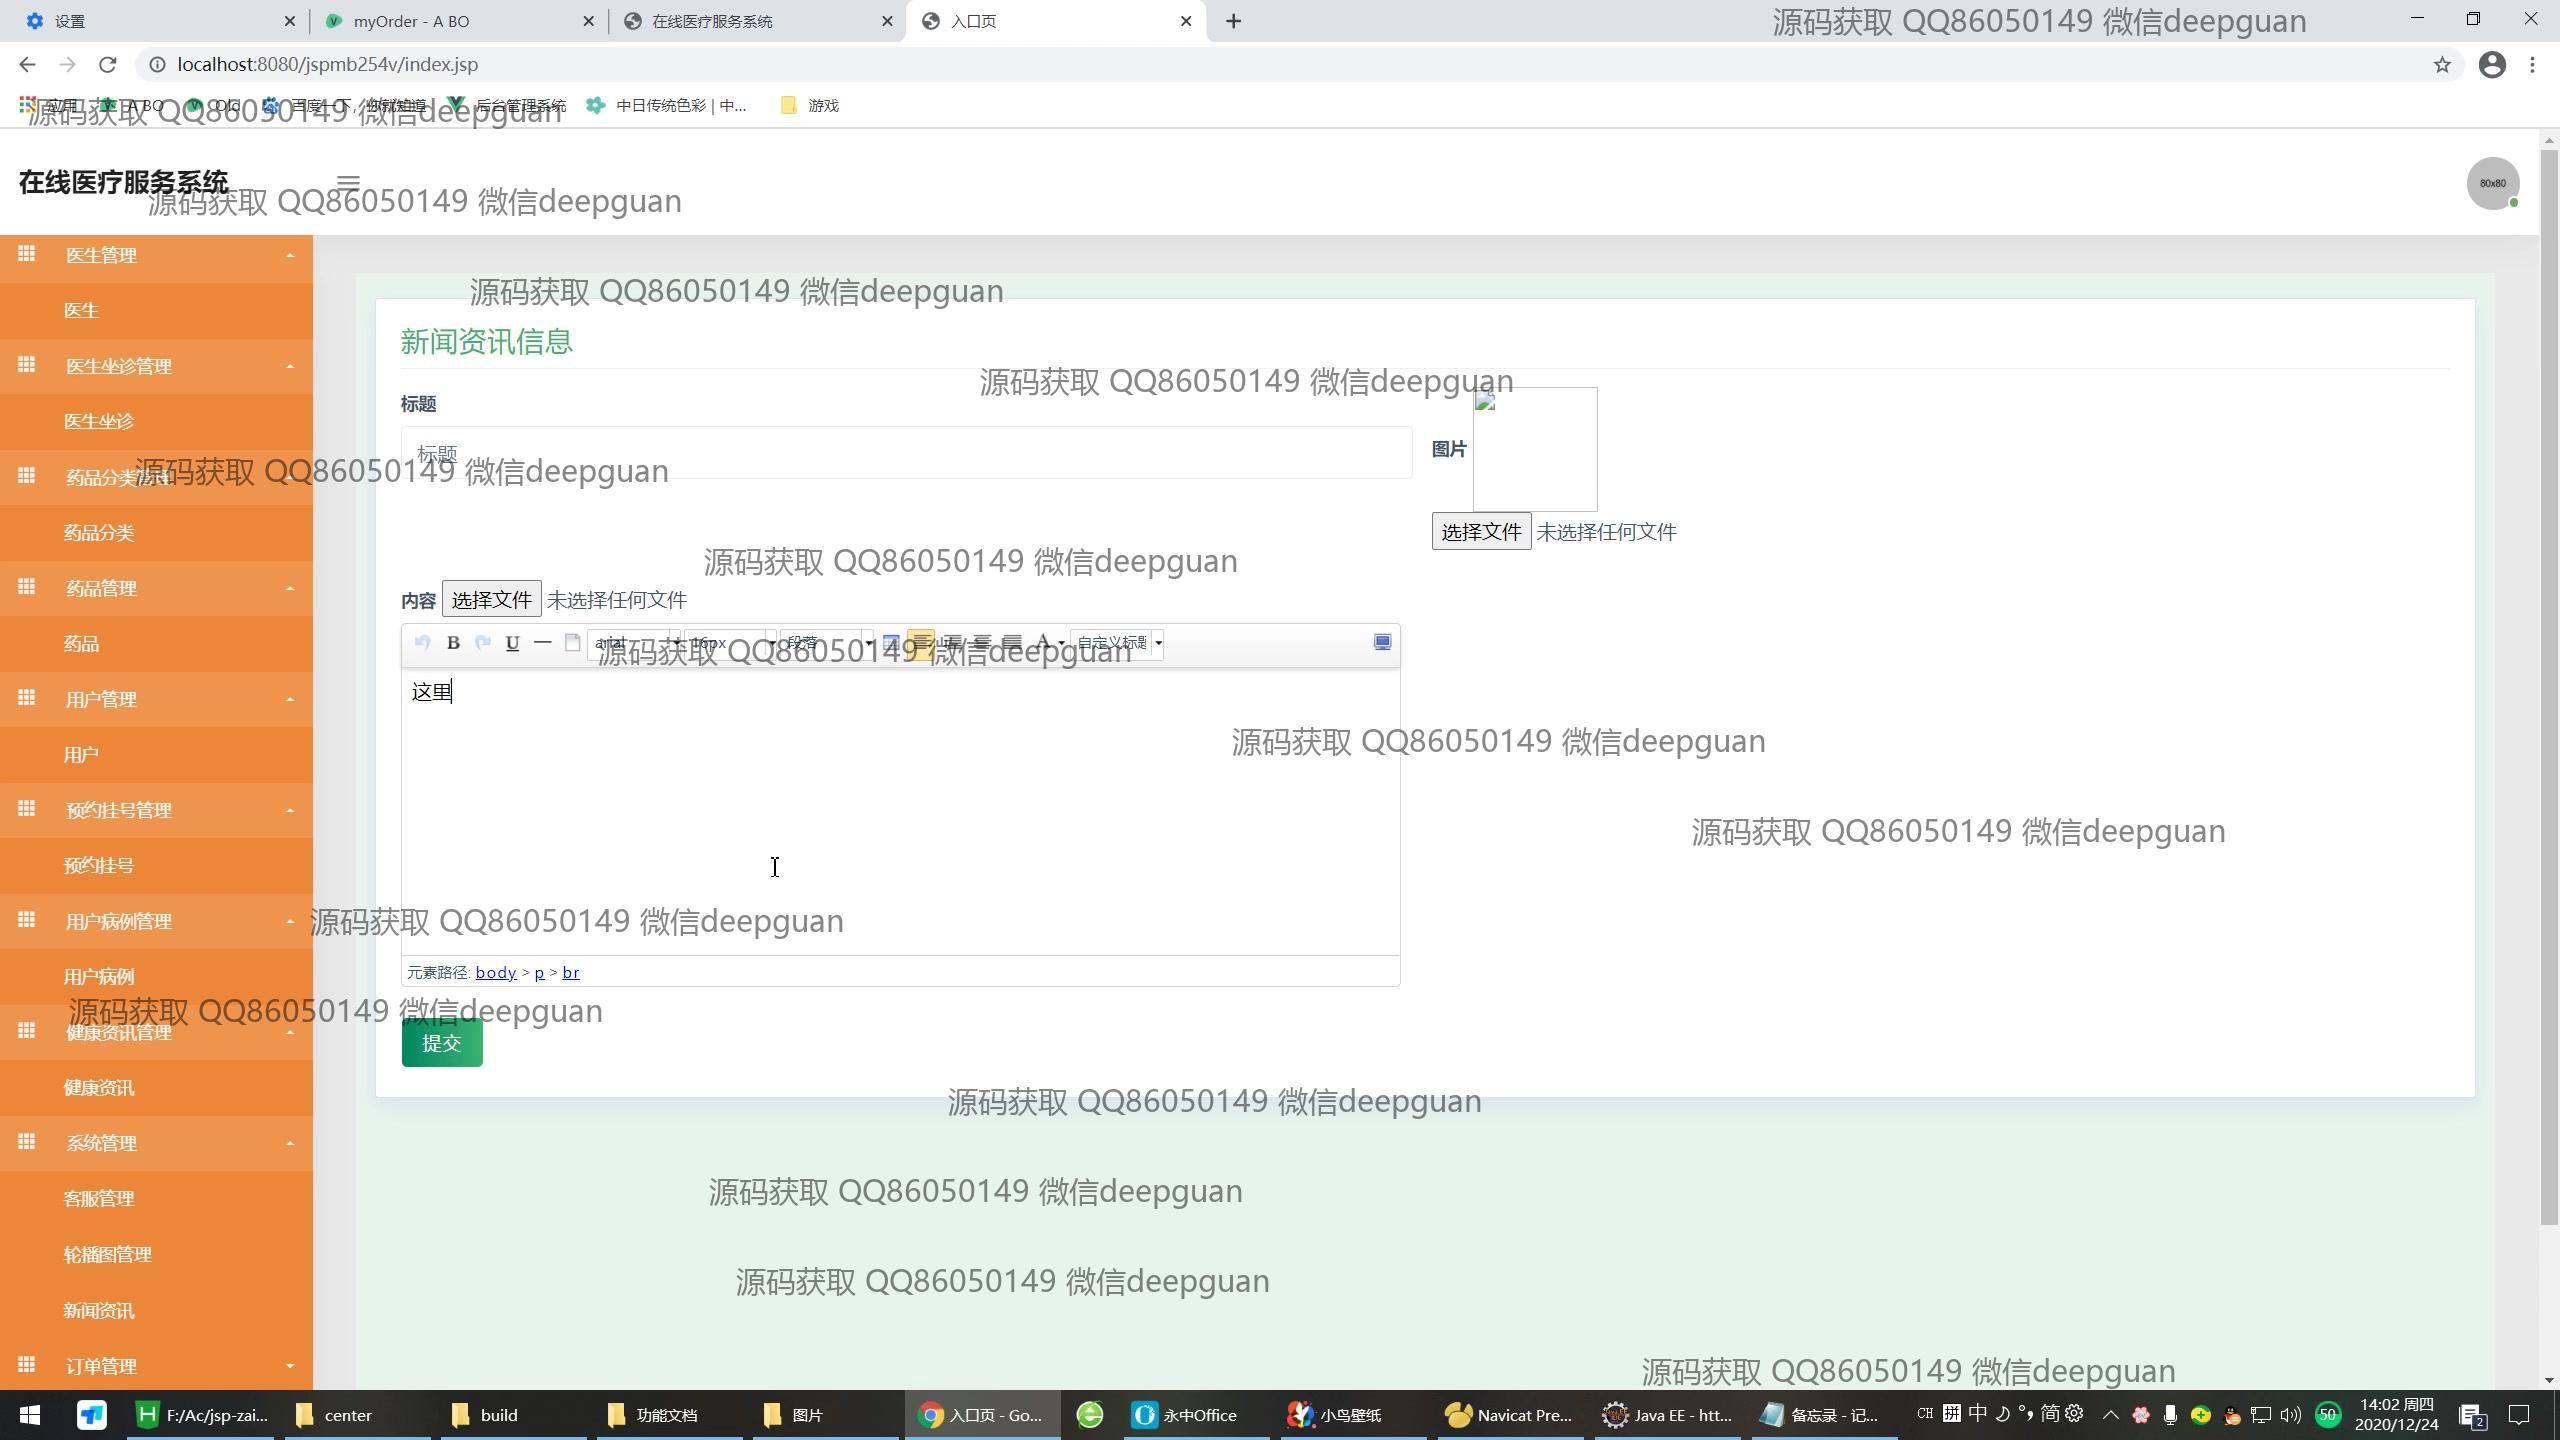 设置
myOrder - A BO
在线医疗服务系统
入口页
源码获取 QQ86050149 微信deepguan
localhost:8080/jspmb254v/index.jsp
应用
A BO
Old
百度一下，你就知道
后台管理系统
中日传统色彩 | 中...
游戏
源码获取 QQ86050149 微信deepguan
在线医疗服务系统
80x80
源码获取 QQ86050149 微信deepguan
医生管理
源码获取 QQ86050149 微信deepguan
医生
新闻资讯信息
医生坐诊管理
源码获取 QQ86050149 微信deepguan
标题
医生坐诊
图片
标题
药品分类管理
源码获取 QQ86050149 微信deepguan
药品分类
选择文件 未选择任何文件
源码获取 QQ86050149 微信deepguan
药品管理
内容 选择文件 未选择任何文件
药品
B U arial 16px 段落 A 自定义标题
源码获取 QQ86050149 微信deepguan
用户管理
这里
源码获取 QQ86050149 微信deepguan
用户
预约挂号管理
源码获取 QQ86050149 微信deepguan
预约挂号
用户病例管理
源码获取 QQ86050149 微信deepguan
用户病例
元素路径: body > p > br
源码获取 QQ86050149 微信deepguan
健康资讯管理
提交
健康资讯
源码获取 QQ86050149 微信deepguan
系统管理
客服管理
源码获取 QQ86050149 微信deepguan
轮播图管理
源码获取 QQ86050149 微信deepguan
新闻资讯
订单管理
源码获取 QQ86050149 微信deepguan
F:/Ac/jsp-zai...
center
build
功能文档
图片
入口页 - Go...
永中Office
小鸟壁纸
Navicat Pre...
Java EE - htt...
备忘录 - 记...
CH 拼 中 简
50
14:02 周四
2020/12/24
2